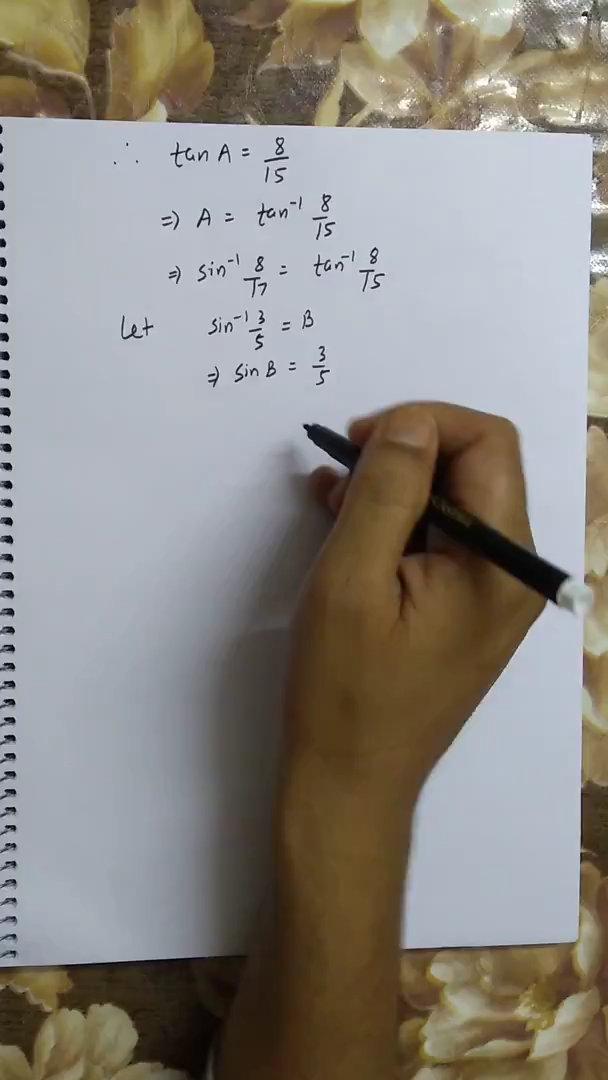 ∴ tan A = 8/15
⇒ A = tan⁻¹ 8/15
⇒ sin⁻¹ 8/17 = tan⁻¹ 8/15
Let sin⁻¹ 3/5 = B
⇒ sin B = 3/5